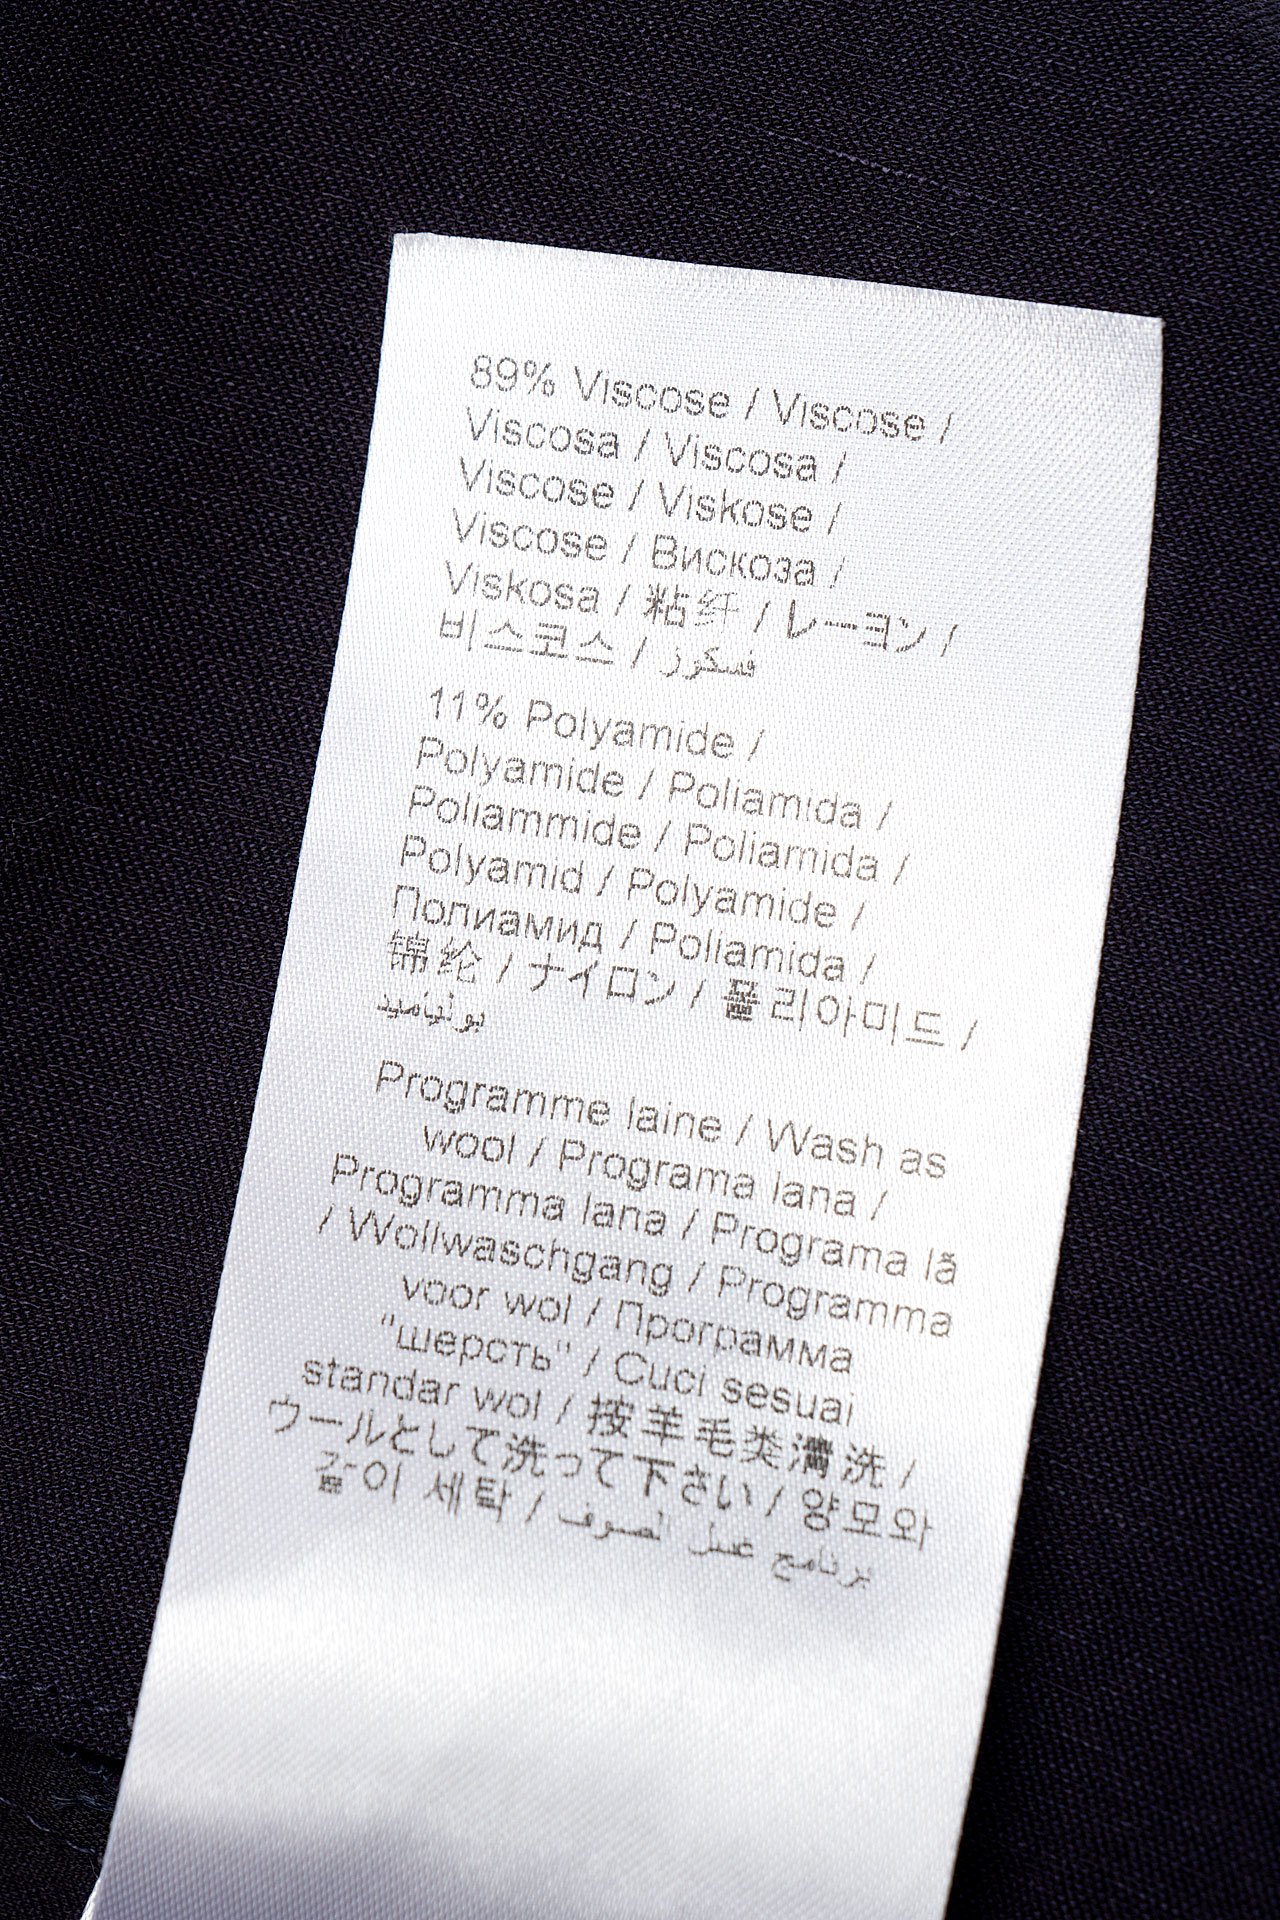 89% Viscose / Viscose /
Viscosa / Viscosa /
Viscose / Viskose /
Viscose / Вискоза /
Viskosa / 粘纤 / レーヨン /
비스코스 / فسكوز
11% Polyamide /
Polyamide / Poliamida /
Poliammide / Poliamida /
Polyamid / Polyamide /
Полиамид / Poliamida /
锦纶 / ナイロン / 폴리아미드 /
بوليياميد
Programme laine / Wash as
wool / Programa lana /
Programma lana / Programa lã
/ Wollwaschgang / Programma
voor wol / Программа
"шерсть" / Cuci sesuai
standar wol / 按羊毛类清洗 /
ウールとして洗って下さい / 양모와
같이 세탁 / برنامج غسل الصوف